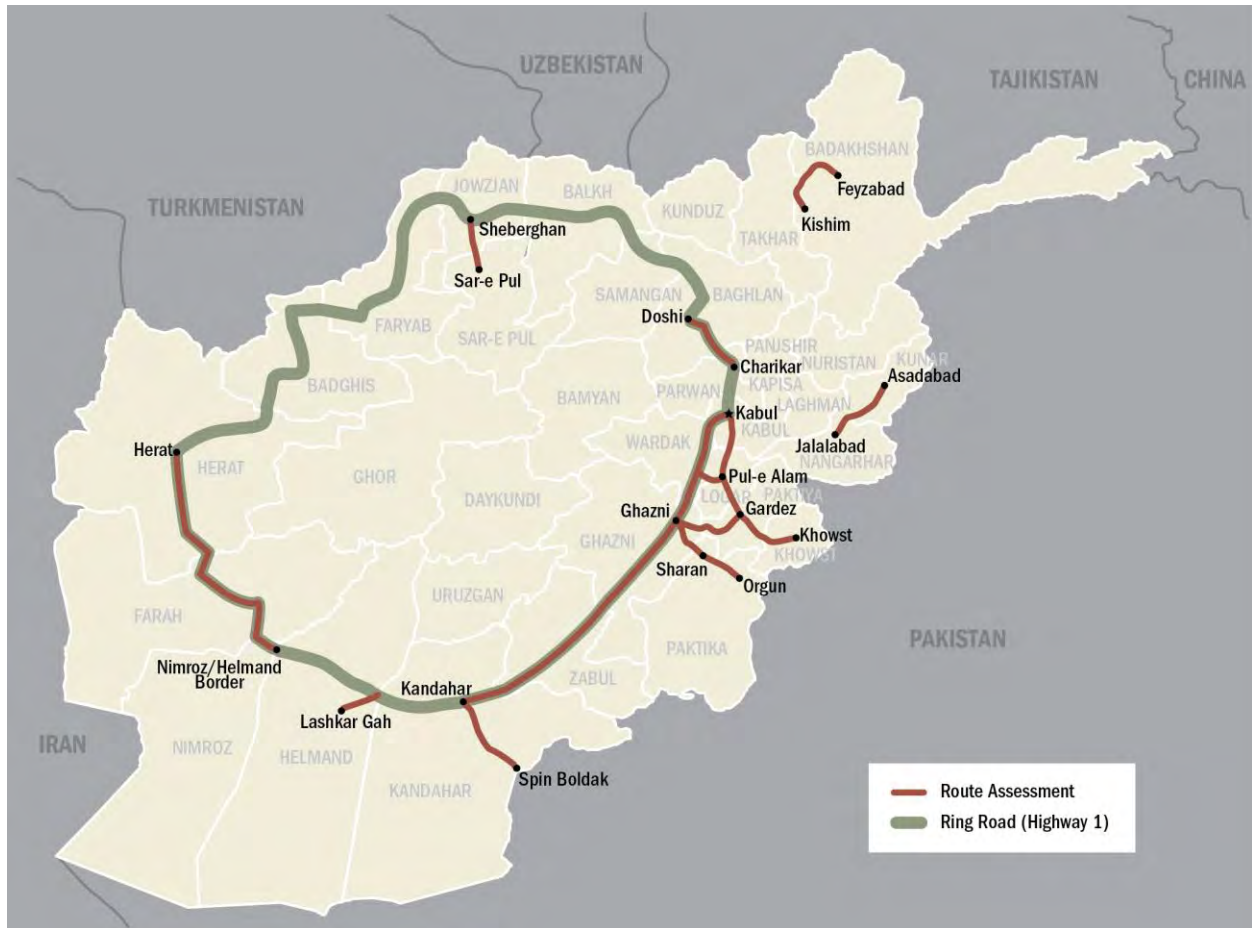 UZBEKISTAN
TAJIKISTAN
CHINA
TURKMENISTAN
BADAKHSHAN
Feyzabad
Kishim
JOWZJAN
BALKH
KUNDUZ
TAKHAR
Sheberghan
Sar-e Pul
SAMANGAN
BAGHLAN
Doshi
FARYAB
SAR-E PUL
PANJSHIR
NURISTAN
KUNAR
Charikar
Asadabad
BADGHIS
BAMYAN
PARWAN
KAPISA
LAGHMAN
Kabul
KABUL
Jalalabad
NANGARHAR
Herat
HERAT
WARDAK
GHOR
DAYKUNDI
Pul-e Alam
LOGAR
PAKTIYA
Ghazni
Gardez
GHAZNI
Khowst
KHOWST
Sharan
Orgun
URUZGAN
FARAH
PAKTIKA
PAKISTAN
Nimroz/Helmand
Border
ZABUL
Kandahar
Lashkar Gah
IRAN
NIMROZ
HELMAND
KANDAHAR
Spin Boldak
Route Assessment
Ring Road (Highway 1)